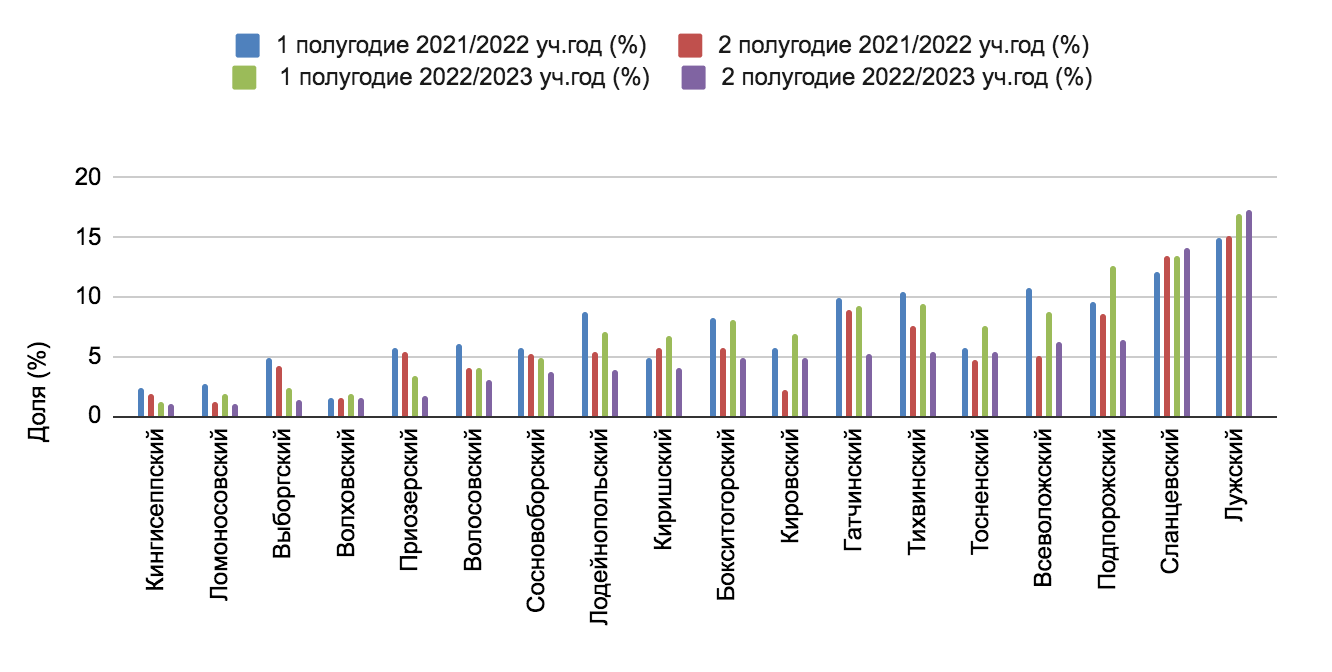 1 полугодие 2021/2022 уч.год (%)
2 полугодие 2021/2022 уч.год (%)
1 полугодие 2022/2023 уч.год (%)
2 полугодие 2022/2023 уч.год (%)
20
15
10
5
0
Доля (%)
Кингисеппский
Ломоносовский
Выборгский
Волховский
Приозерский
Волосовский
Сосновоборский
Лодейнопольский
Киришский
Бокситогорский
Кировский
Гатчинский
Тихвинский
Тосненский
Всеволожский
Подпорожский
Сланцевский
Лужский